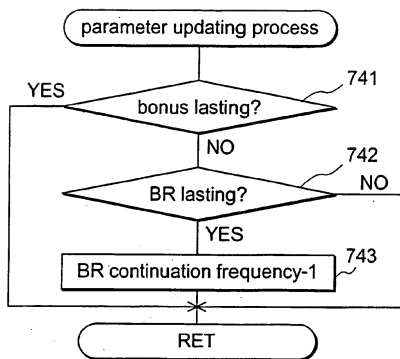 parameter updating process
741
YES
bonus lasting?
NO
742
BR lasting?
NO
YES
743
BR continuation frequency-1
RET